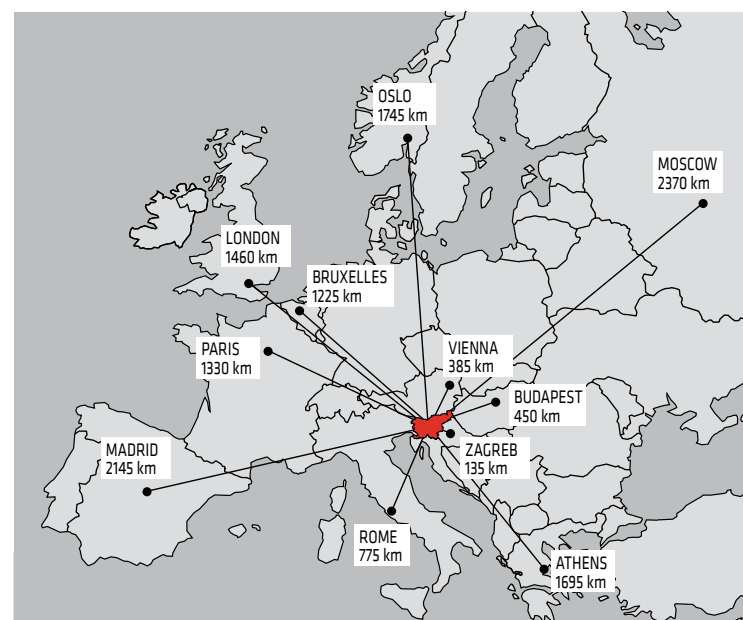 OSLO
1745 km
MOSCOW
2370 km
LONDON
1460 km
BRUXELLES
1225 km
PARIS
1330 km
VIENNA
385 km
BUDAPEST
450 km
MADRID
2145 km
ZAGREB
135 km
ROME
775 km
ATHENS
1695 km